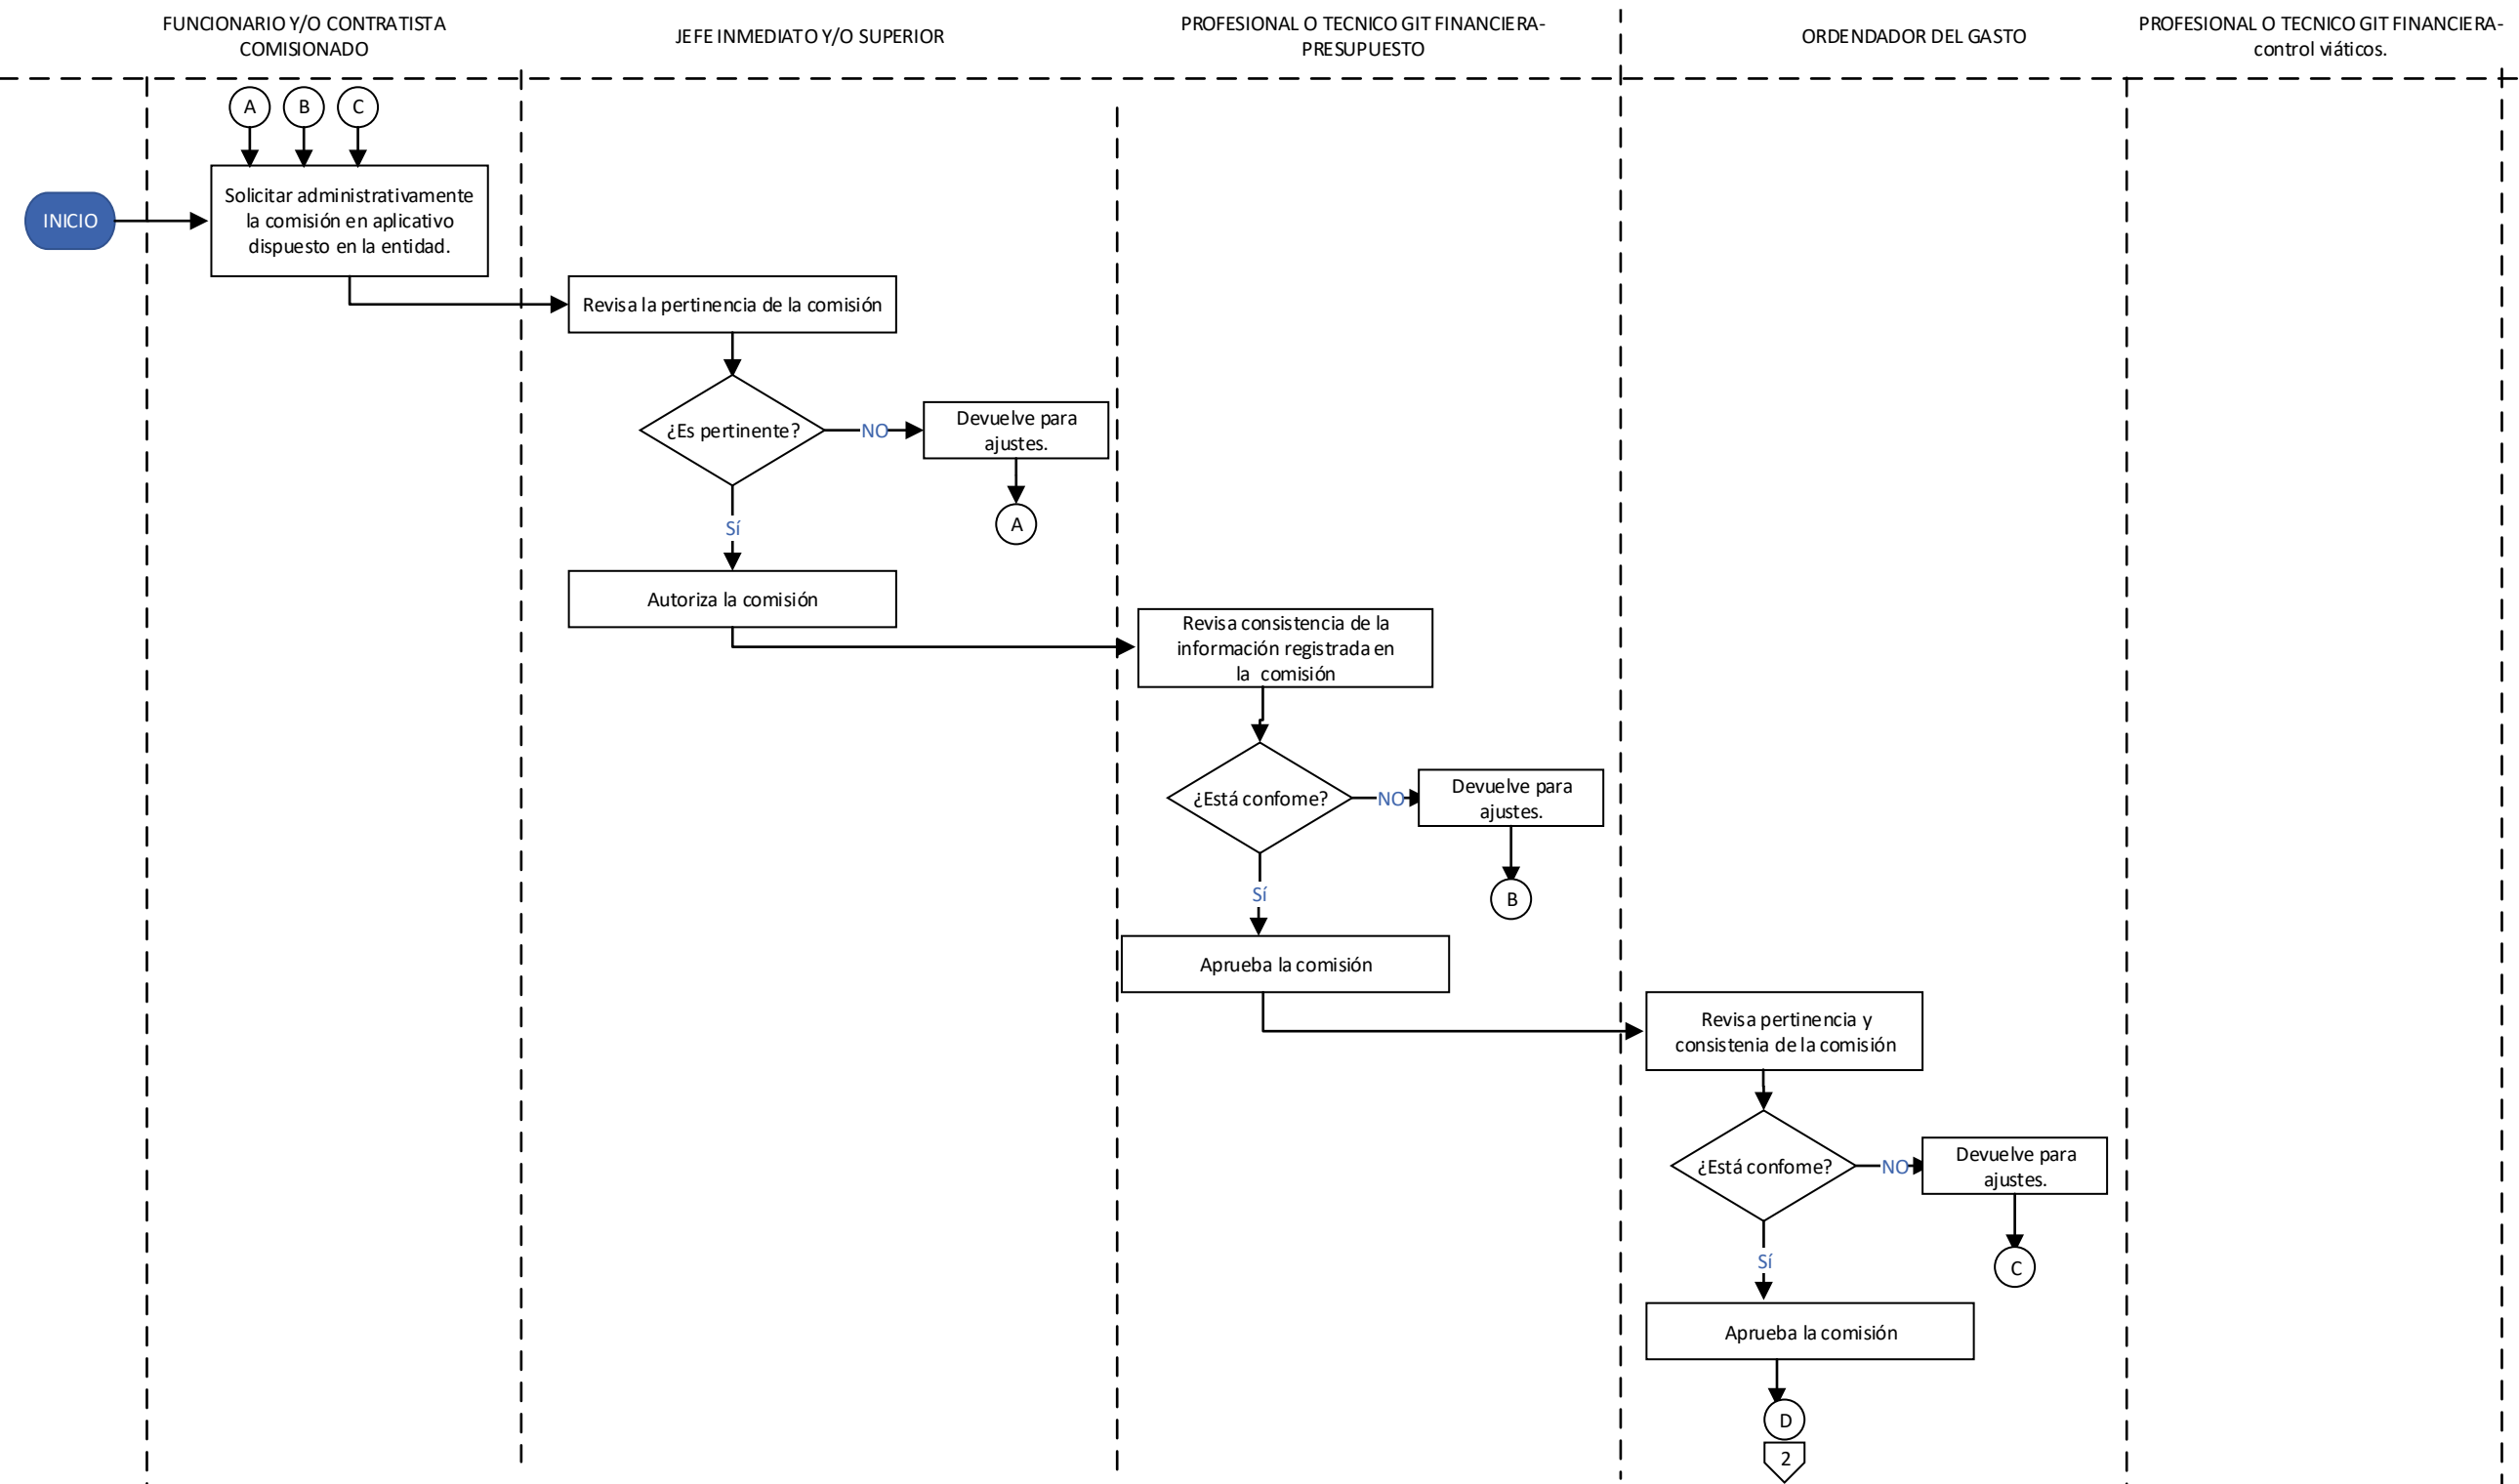 FUNCIONARIO Y/O CONTRATISTA
COMISIONADO
JEFE INMEDIATO Y/O SUPERIOR
PROFESIONAL O TECNICO GIT FINANCIERA-
PRESUPUESTO
ORDENDADOR DEL GASTO
PROFESIONAL O TECNICO GIT FINANCIERA-
control viáticos.
A
B
C
INICIO
Solicitar administrativamente
la comisión en aplicativo
dispuesto en la entidad.
Revisa la pertinencia de la comisión
¿Es pertinente?
NO
Devuelve para
ajustes.
A
Sí
Autoriza la comisión
Revisa consistencia de la
información registrada en
la comisión
¿Está confome?
NO
Devuelve para
ajustes.
B
Sí
Aprueba la comisión
Revisa pertinencia y
consistenia de la comisión
¿Está confome?
NO
Devuelve para
ajustes.
C
Sí
Aprueba la comisión
D
2